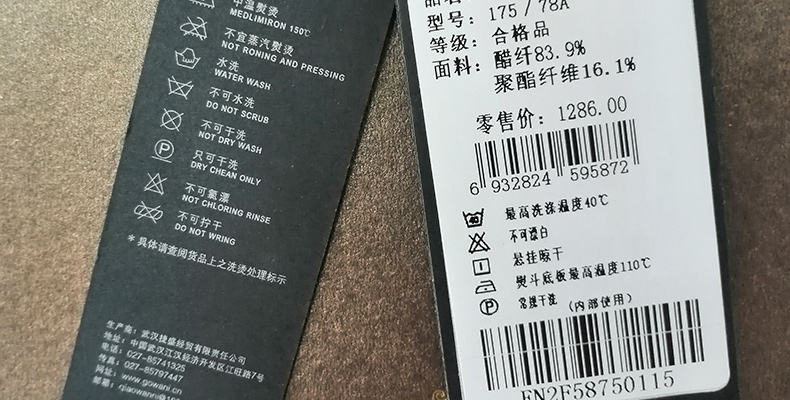 中温熨烫
MEDLIMIRON 150℃
不宜蒸汽熨烫
NOT RONING AND PRESSING
水洗
WATER WASH
不可水洗
DO NOT SCRUB
不可干洗
NOT DRY WASH
只可干洗
DRY CHEAN ONLY
不可氯漂
NOT CHLORING RINSE
不可拧干
DO NOT WRING
*具体请查阅货品上之洗烫处理标示
生产商：武汉捷盛经贸有限责任公司
地址：中国武汉江汉经济开发区江旺路7号
电话：027-85741325
传真：027-85797447
网址：www.gowani.cn
邮箱：
型号：175/78A
等级：合格品
面料：醋纤83.9%
聚酯纤维16.1%
零售价：1286.00
6 932824 595872
40
最高洗涤温度40℃
不可漂白
悬挂晾干
熨斗底板最高温度110℃
P 常规干洗 (内部使用)
FN2F58750115